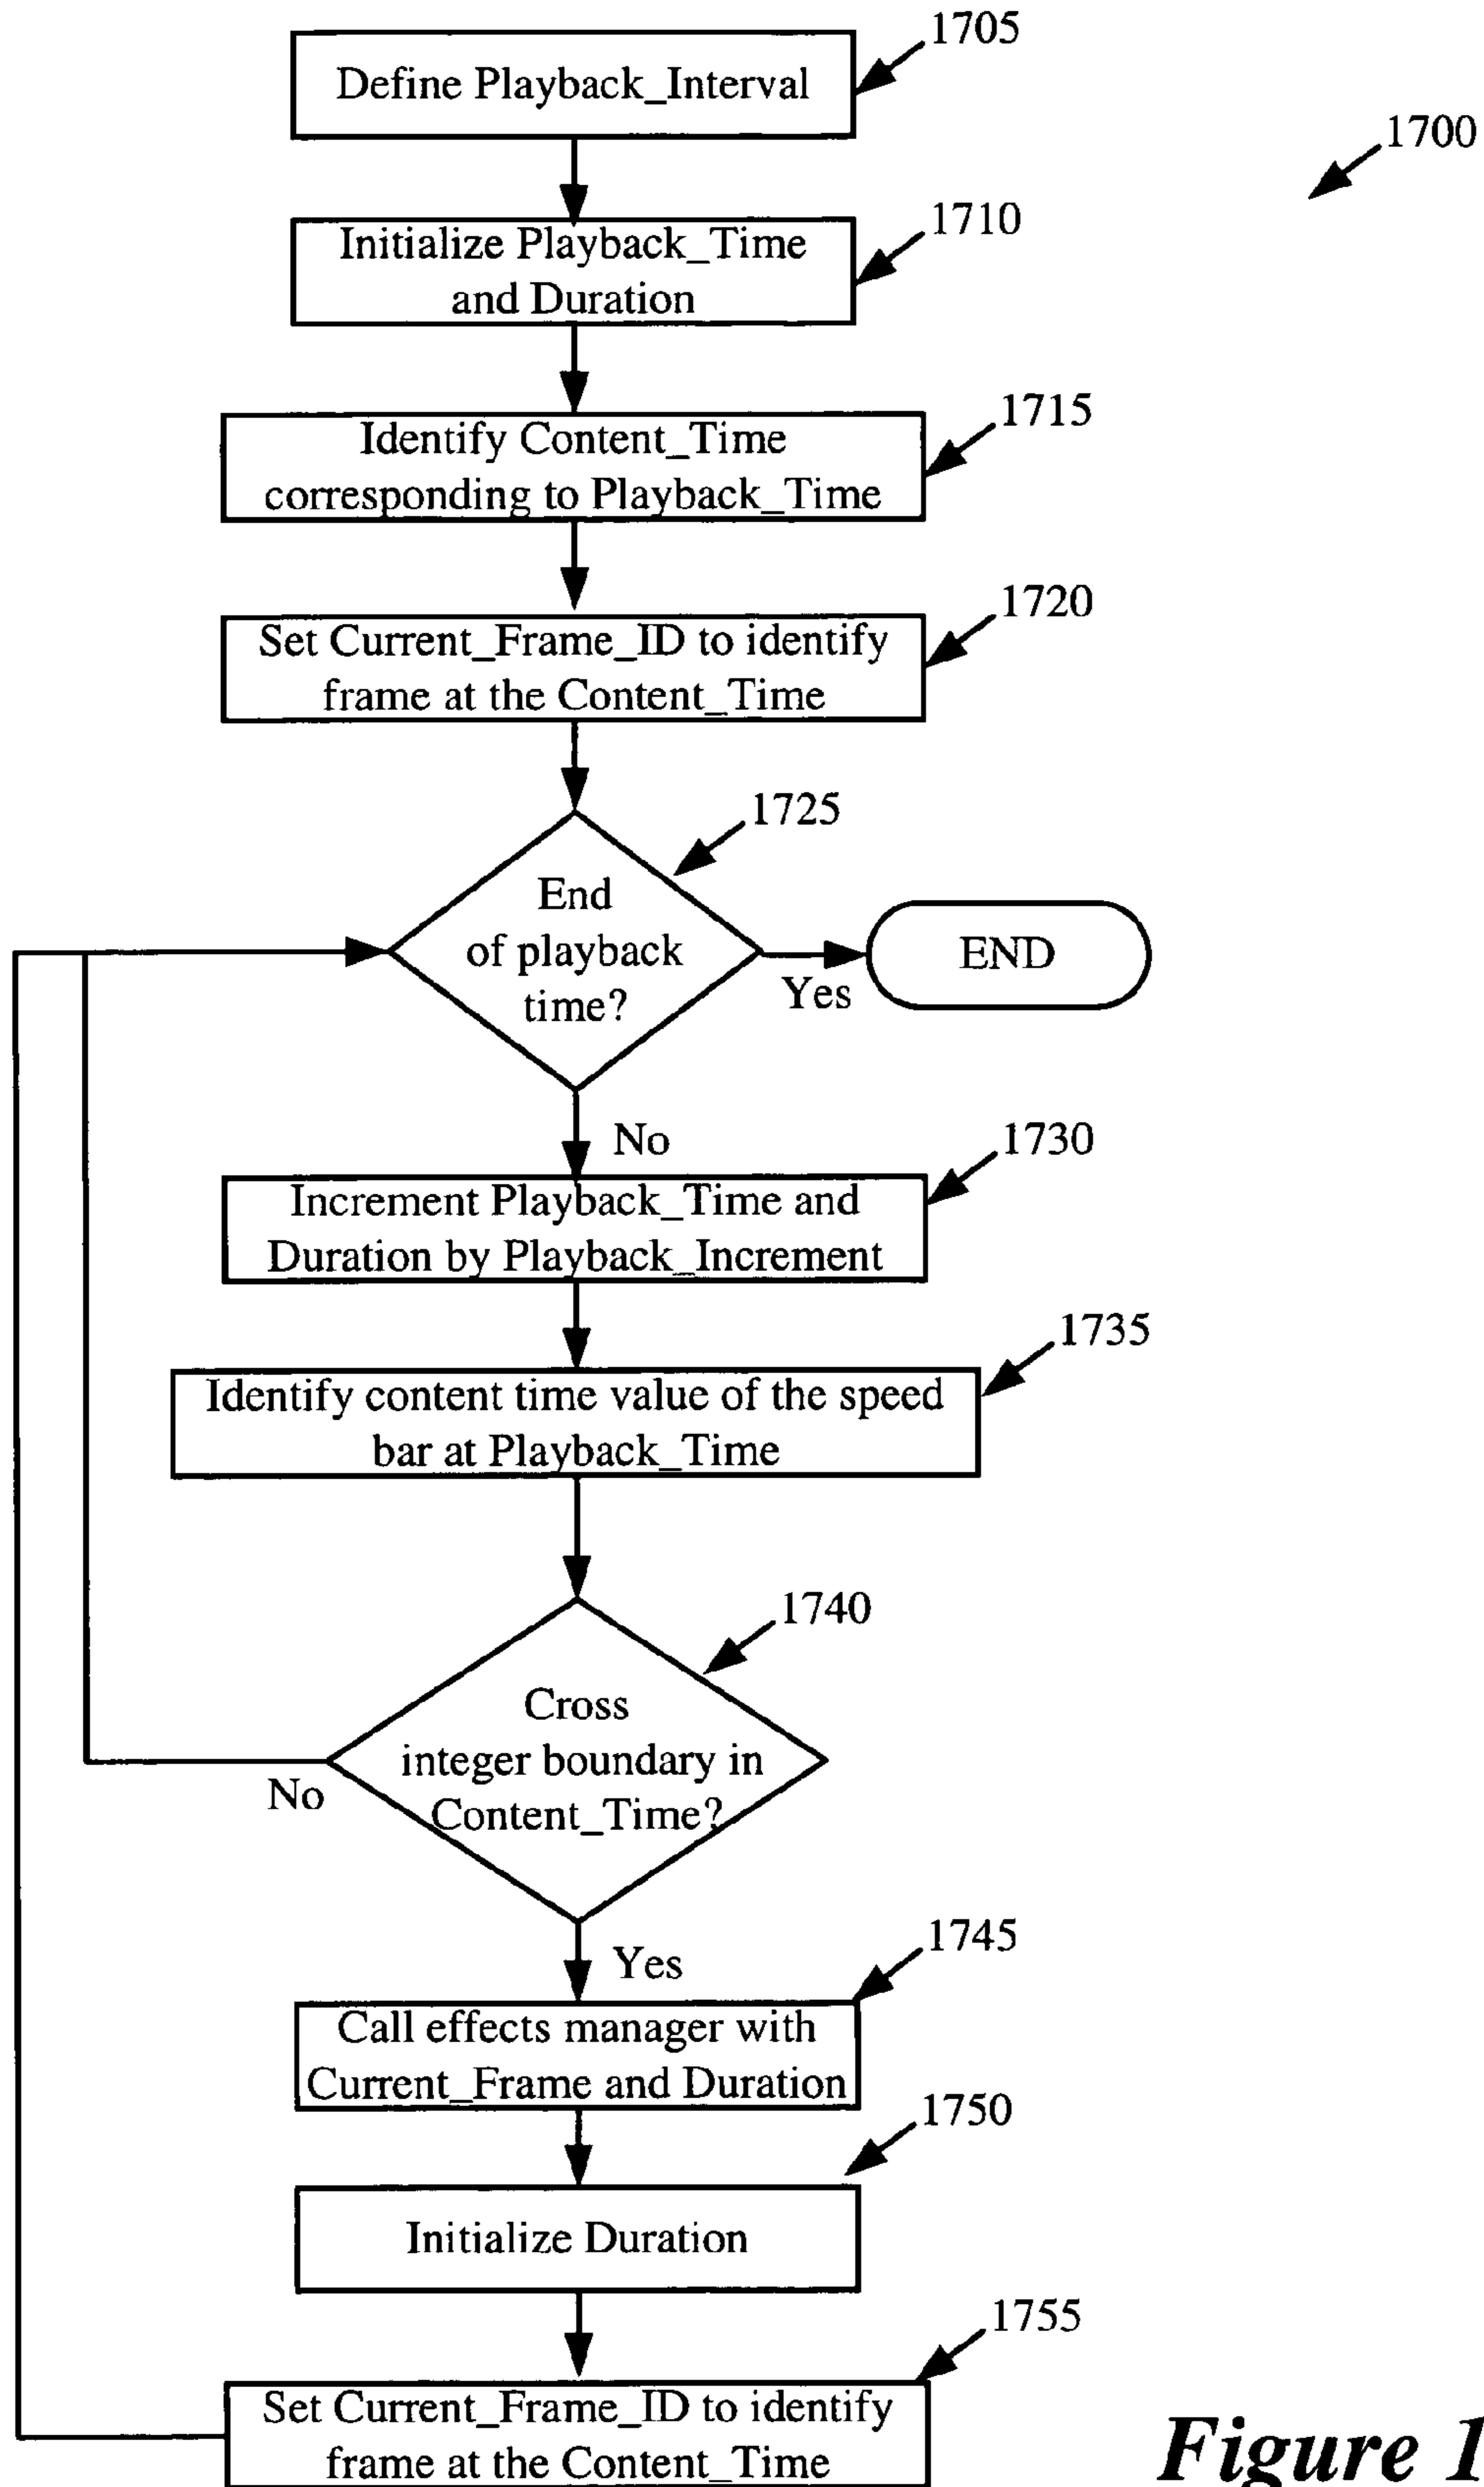 1705
Define Playback_Interval
1700
1710
Initialize Playback_Time
and Duration
1715
Identify Content_Time
corresponding to Playback_Time
1720
Set Current_Frame_ID to identify
frame at the Content_Time
1725
End
of playback
time?
END
Yes
No
1730
Increment Playback_Time and
Duration by Playback_Increment
1735
Identify content time value of the speed
bar at Playback_Time
1740
Cross
integer boundary in
Content_Time?
No
Yes
1745
Call effects manager with
Current_Frame and Duration
1750
Initialize Duration
1755
Set Current_Frame_ID to identify
frame at the Content_Time
Figure 1